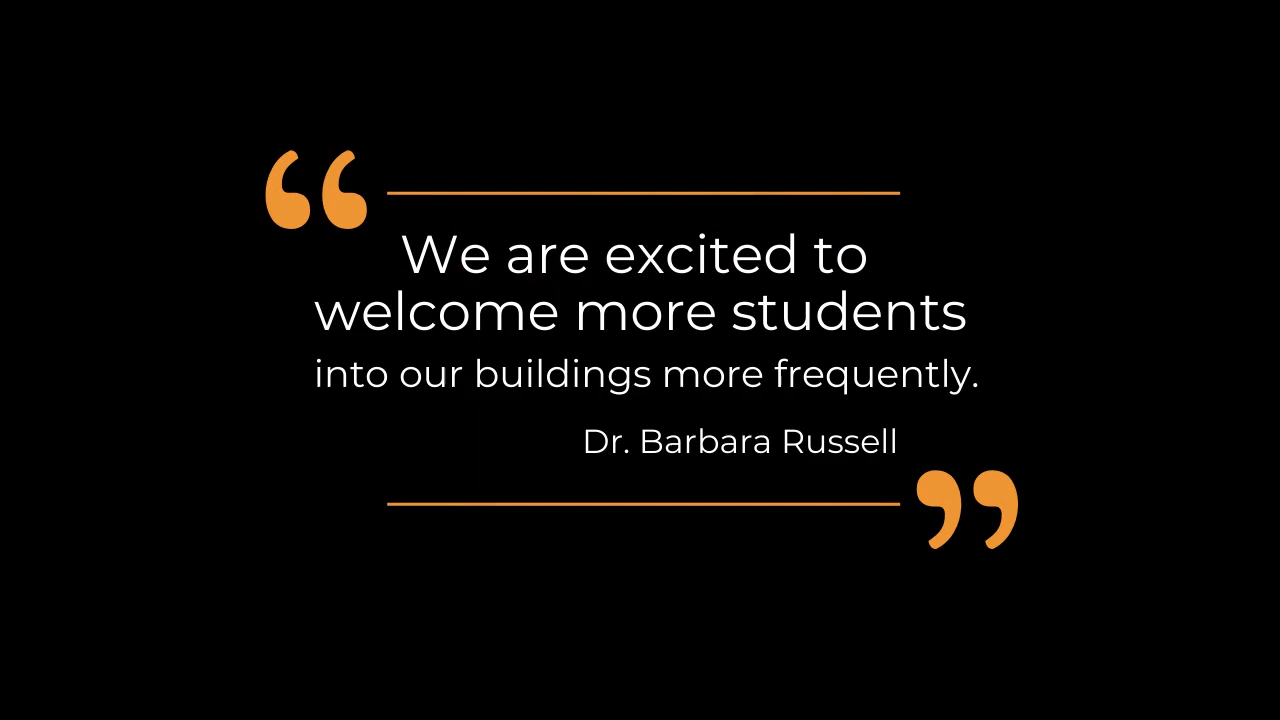 “
We are excited to
welcome more students
into our buildings more frequently.
Dr. Barbara Russell
”